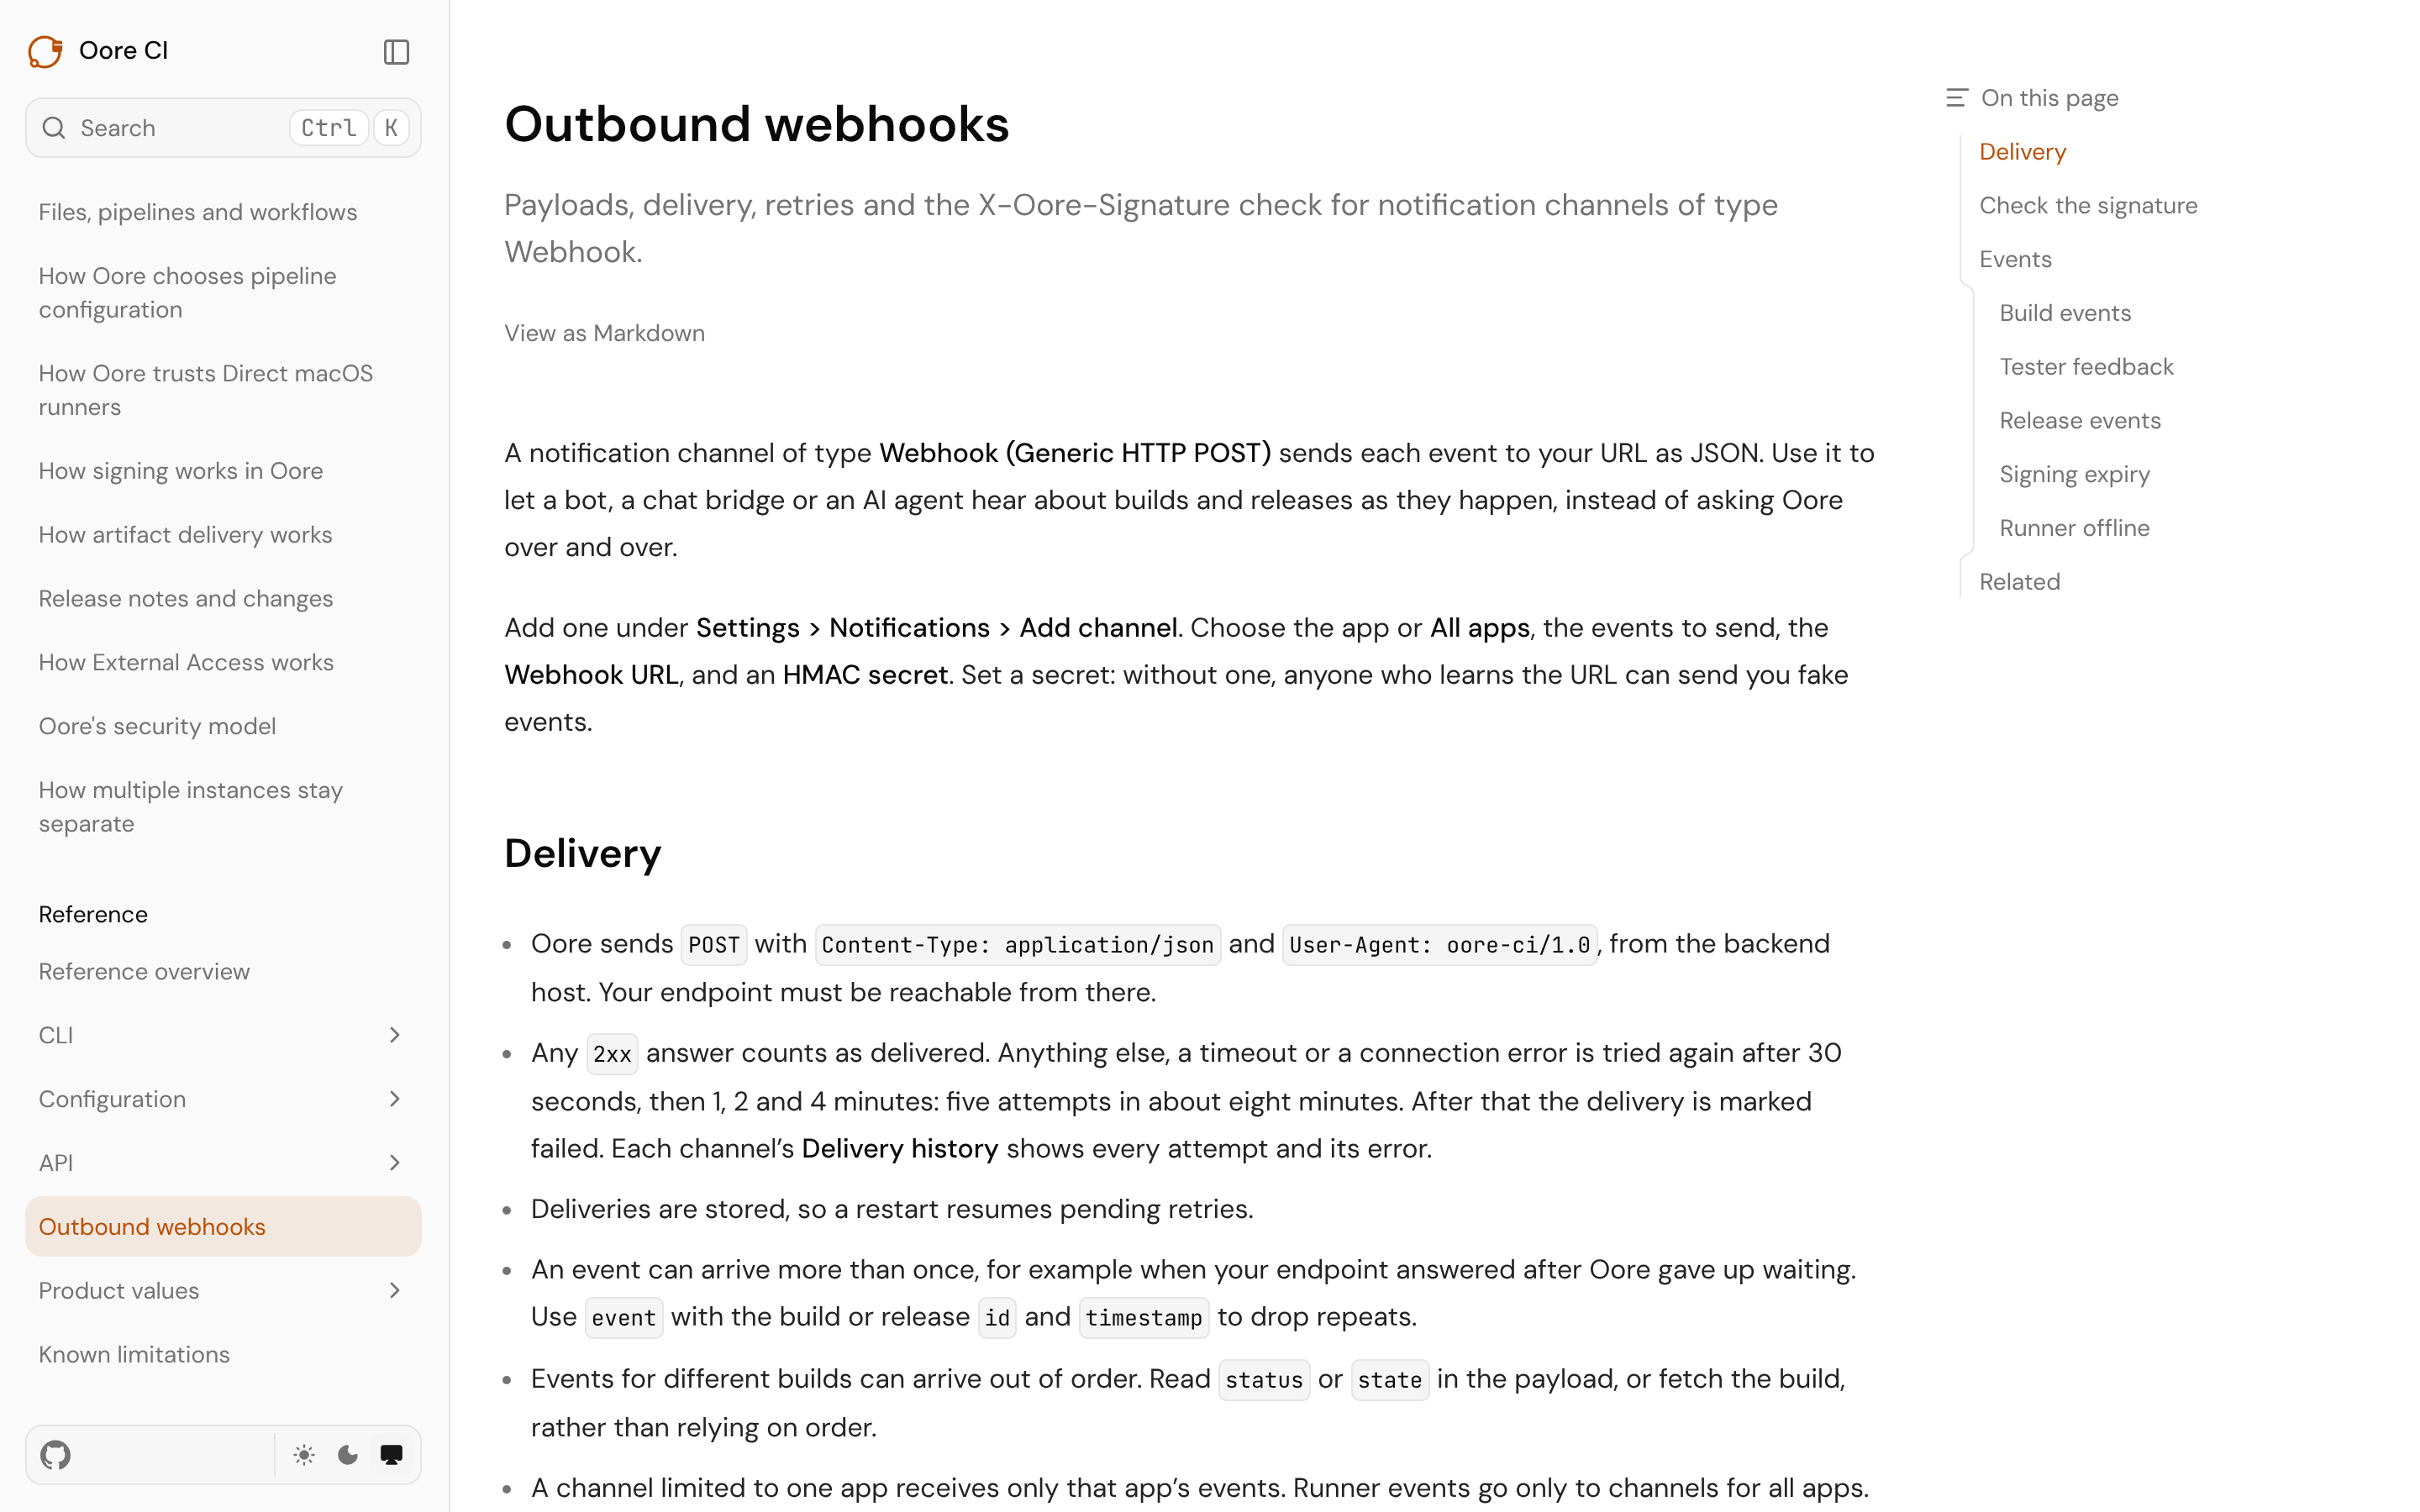 Oore CI
Search
Ctrl K
Files, pipelines and workflows
How Oore chooses pipeline
configuration
How Oore trusts Direct macOS
runners
How signing works in Oore
How artifact delivery works
Release notes and changes
How External Access works
Oore's security model
How multiple instances stay
separate
Reference
Reference overview
CLI
Configuration
API
Outbound webhooks
Product values
Known limitations
Outbound webhooks
Payloads, delivery, retries and the X-Oore-Signature check for notification channels of type
Webhook.
View as Markdown
A notification channel of type Webhook (Generic HTTP POST) sends each event to your URL as JSON. Use it to
let a bot, a chat bridge or an AI agent hear about builds and releases as they happen, instead of asking Oore
over and over.
Add one under Settings > Notifications > Add channel. Choose the app or All apps, the events to send, the
Webhook URL, and an HMAC secret. Set a secret: without one, anyone who learns the URL can send you fake
events.
Delivery
• Oore sends POST with Content-Type: application/json and User-Agent: oore-ci/1.0, from the backend
host. Your endpoint must be reachable from there.
• Any 2xx answer counts as delivered. Anything else, a timeout or a connection error is tried again after 30
seconds, then 1, 2 and 4 minutes: five attempts in about eight minutes. After that the delivery is marked
failed. Each channel’s Delivery history shows every attempt and its error.
• Deliveries are stored, so a restart resumes pending retries.
• An event can arrive more than once, for example when your endpoint answered after Oore gave up waiting.
Use event with the build or release id and timestamp to drop repeats.
• Events for different builds can arrive out of order. Read status or state in the payload, or fetch the build,
rather than relying on order.
• A channel limited to one app receives only that app’s events. Runner events go only to channels for all apps.
On this page
Delivery
Check the signature
Events
Build events
Tester feedback
Release events
Signing expiry
Runner offline
Related